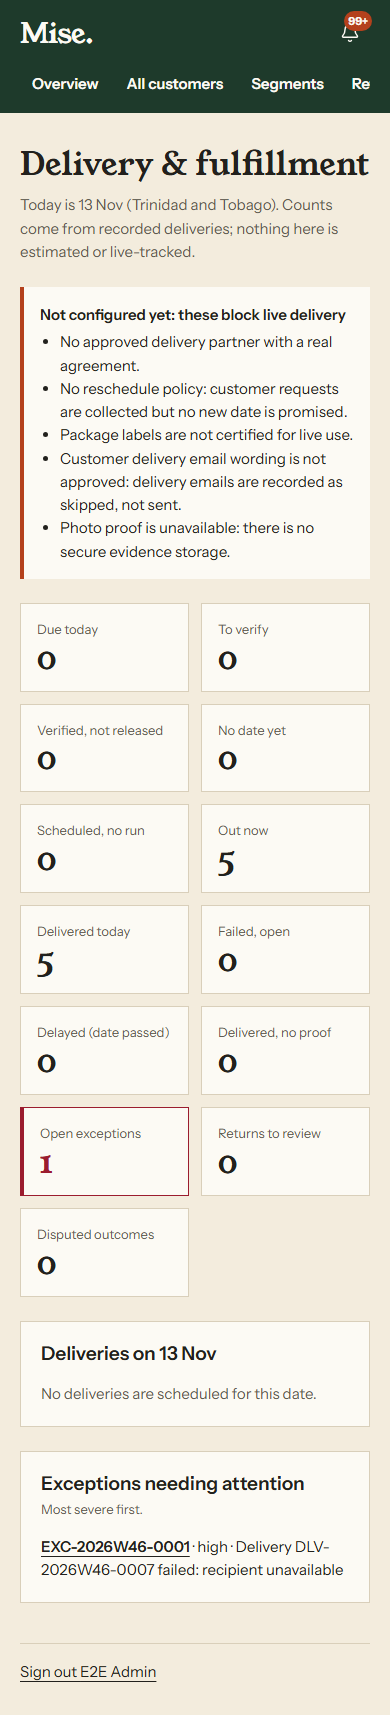 Mise.
99+
Overview All customers Segments Re
Delivery & fulfillment
Today is 13 Nov (Trinidad and Tobago). Counts
come from recorded deliveries; nothing here is
estimated or live-tracked.
Not configured yet: these block live delivery
• No approved delivery partner with a real
agreement.
• No reschedule policy: customer requests
are collected but no new date is promised.
• Package labels are not certified for live use.
• Customer delivery email wording is not
approved: delivery emails are recorded as
skipped, not sent.
• Photo proof is unavailable: there is no
secure evidence storage.
Due today
0
To verify
0
Verified, not released
0
No date yet
0
Scheduled, no run
0
Out now
5
Delivered today
5
Failed, open
0
Delayed (date passed)
0
Delivered, no proof
0
Open exceptions
1
Returns to review
0
Disputed outcomes
0
Deliveries on 13 Nov
No deliveries are scheduled for this date.
Exceptions needing attention
Most severe first.
EXC-2026W46-0001 · high · Delivery DLV-
2026W46-0007 failed: recipient unavailable
Sign out E2E Admin